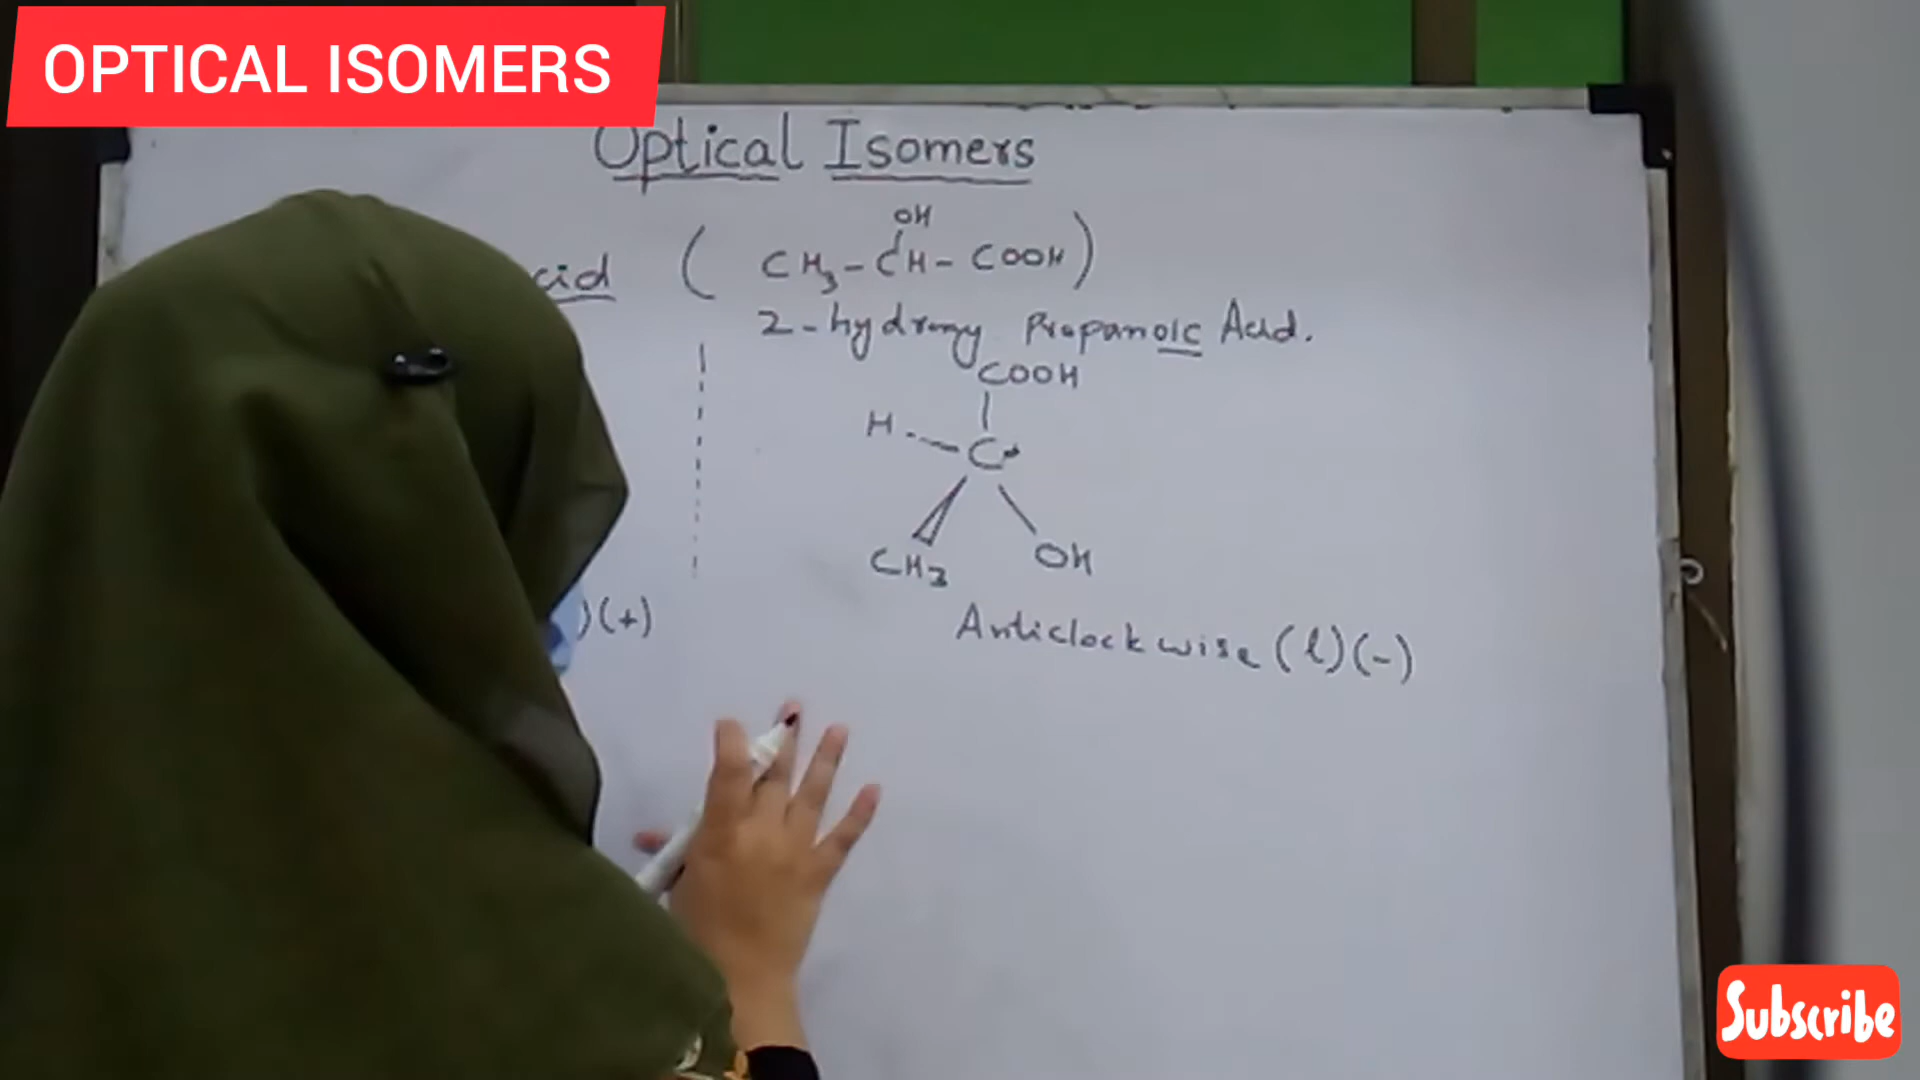 OPTICAL ISOMERS
Optical Isomers
OH
cid ( CH3-CH-COOH)
2-hydroxy Propanoic Acid.
COOH
H C*
CH3 OH
)(+)
Anticlockwise (l)(-)
Subscribe